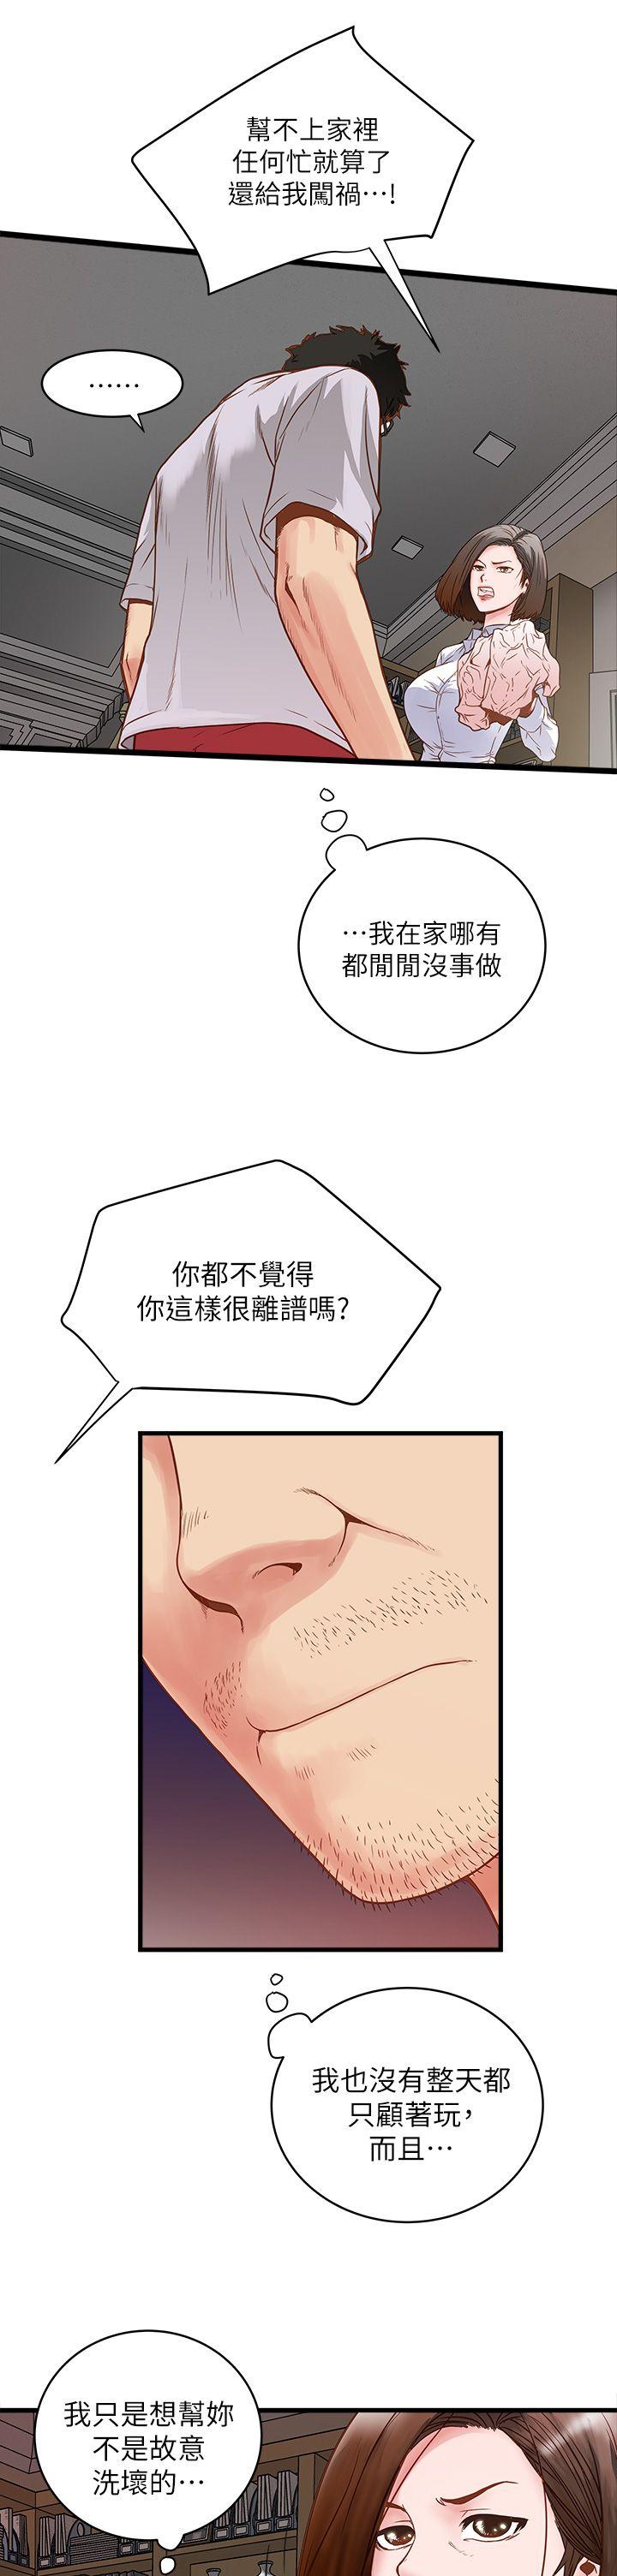 幫不上家裡
任何忙就算了
還給我闖禍…!
……
…我在家哪有
都閒閒沒事做
你都不覺得
你這樣很離譜嗎?
我也沒有整天都
只顧著玩，
而且…
我只是想幫妳
不是故意
洗壞的…